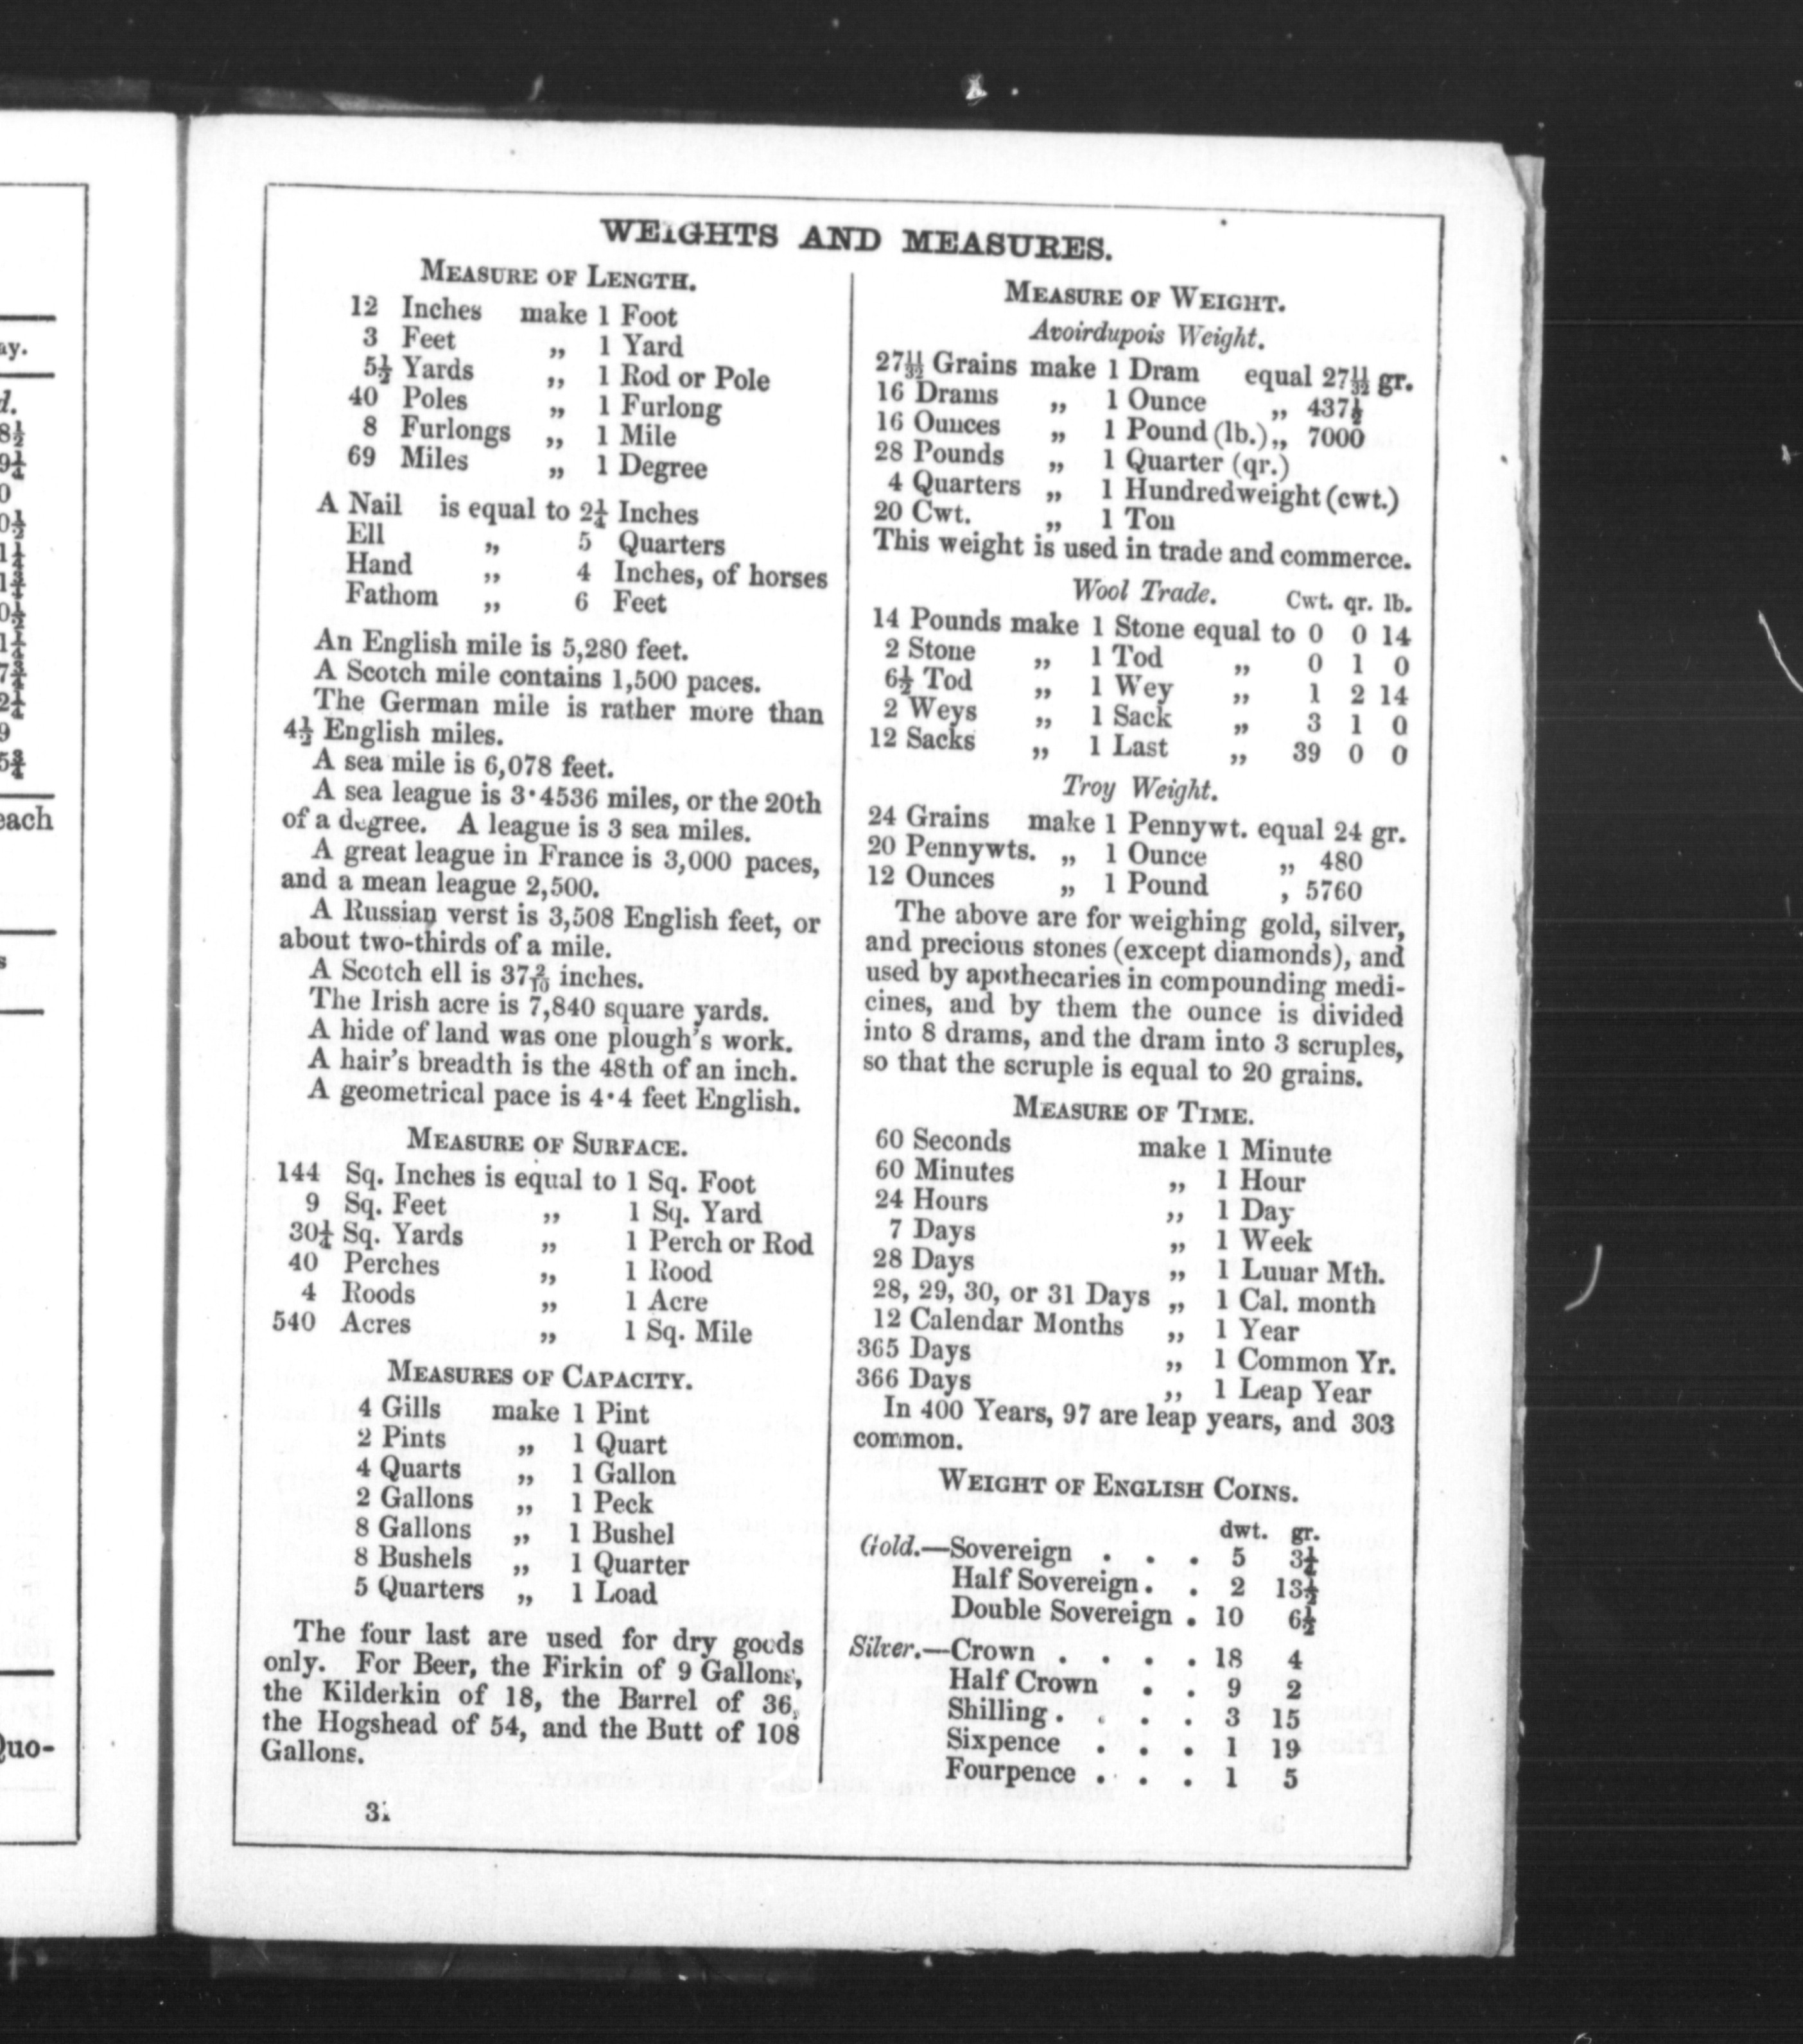 ay.
d.
8½
9¼
0
0½
1¼
1¾
0½
1¼
7¾
2¼
9
5¾
each
s
Quo-
WEIGHTS AND MEASURES.
MEASURE OF LENGTH.
12 Inches make 1 Foot
3 Feet „ 1 Yard
5½ Yards „ 1 Rod or Pole
40 Poles „ 1 Furlong
8 Furlongs „ 1 Mile
69 Miles „ 1 Degree
A Nail is equal to 2¼ Inches
Ell „ 5 Quarters
Hand „ 4 Inches, of horses
Fathom „ 6 Feet
An English mile is 5,280 feet.
A Scotch mile contains 1,500 paces.
The German mile is rather more than
4½ English miles.
A sea mile is 6,078 feet.
A sea league is 3·4536 miles, or the 20th
of a degree. A league is 3 sea miles.
A great league in France is 3,000 paces,
and a mean league 2,500.
A Russian verst is 3,508 English feet, or
about two-thirds of a mile.
A Scotch ell is 37 2/10 inches.
The Irish acre is 7,840 square yards.
A hide of land was one plough's work.
A hair's breadth is the 48th of an inch.
A geometrical pace is 4·4 feet English.
MEASURE OF SURFACE.
144 Sq. Inches is equal to 1 Sq. Foot
9 Sq. Feet „ 1 Sq. Yard
30¼ Sq. Yards „ 1 Perch or Rod
40 Perches „ 1 Rood
4 Roods „ 1 Acre
540 Acres „ 1 Sq. Mile
MEASURES OF CAPACITY.
4 Gills make 1 Pint
2 Pints „ 1 Quart
4 Quarts „ 1 Gallon
2 Gallons „ 1 Peck
8 Gallons „ 1 Bushel
8 Bushels „ 1 Quarter
5 Quarters „ 1 Load
The four last are used for dry goods
only. For Beer, the Firkin of 9 Gallons,
the Kilderkin of 18, the Barrel of 36,
the Hogshead of 54, and the Butt of 108
Gallons.
MEASURE OF WEIGHT.
Avoirdupois Weight.
27 11/32 Grains make 1 Dram equal 27 11/32 gr.
16 Drams „ 1 Ounce „ 437½
16 Ounces „ 1 Pound (lb.) „ 7000
28 Pounds „ 1 Quarter (qr.)
4 Quarters „ 1 Hundredweight (cwt.)
20 Cwt. „ 1 Ton
This weight is used in trade and commerce.
Wool Trade. Cwt. qr. lb.
14 Pounds make 1 Stone equal to 0 0 14
2 Stone „ 1 Tod „ 0 1 0
6½ Tod „ 1 Wey „ 1 2 14
2 Weys „ 1 Sack „ 3 1 0
12 Sacks „ 1 Last „ 39 0 0
Troy Weight.
24 Grains make 1 Pennywt. equal 24 gr.
20 Pennywts. „ 1 Ounce „ 480
12 Ounces „ 1 Pound , 5760
The above are for weighing gold, silver,
and precious stones (except diamonds), and
used by apothecaries in compounding medi-
cines, and by them the ounce is divided
into 8 drams, and the dram into 3 scruples,
so that the scruple is equal to 20 grains.
MEASURE OF TIME.
60 Seconds make 1 Minute
60 Minutes „ 1 Hour
24 Hours „ 1 Day
7 Days „ 1 Week
28 Days „ 1 Lunar Mth.
28, 29, 30, or 31 Days „ 1 Cal. month
12 Calendar Months „ 1 Year
365 Days „ 1 Common Yr.
366 Days „ 1 Leap Year
In 400 Years, 97 are leap years, and 303
common.
WEIGHT OF ENGLISH COINS.
dwt. gr.
Gold.—Sovereign . . . 5 3¼
Half Sovereign . . 2 13½
Double Sovereign . 10 6½
Silver.—Crown . . . . 18 4
Half Crown . . 9 2
Shilling . . . . 3 15
Sixpence . . . 1 19
Fourpence . . . 1 5